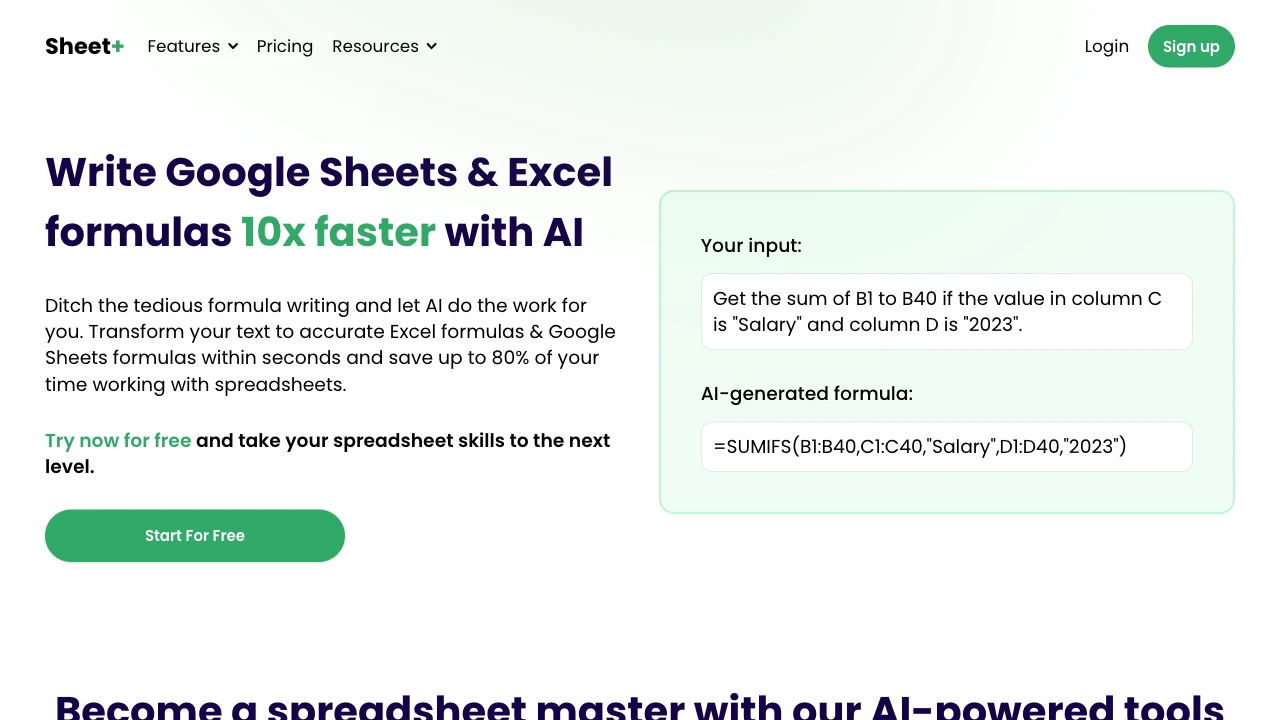 Sheet+
Features
Pricing
Resources
Login
Sign up
Write Google Sheets & Excel
formulas 10x faster with AI
Ditch the tedious formula writing and let AI do the work for
you. Transform your text to accurate Excel formulas & Google
Sheets formulas within seconds and save up to 80% of your
time working with spreadsheets.
Try now for free and take your spreadsheet skills to the next
level.
Start For Free
Your input:
Get the sum of B1 to B40 if the value in column C
is "Salary" and column D is "2023".
AI-generated formula:
=SUMIFS(B1:B40,C1:C40,"Salary",D1:D40,"2023")
Become a spreadsheet master with our AI-powered tools